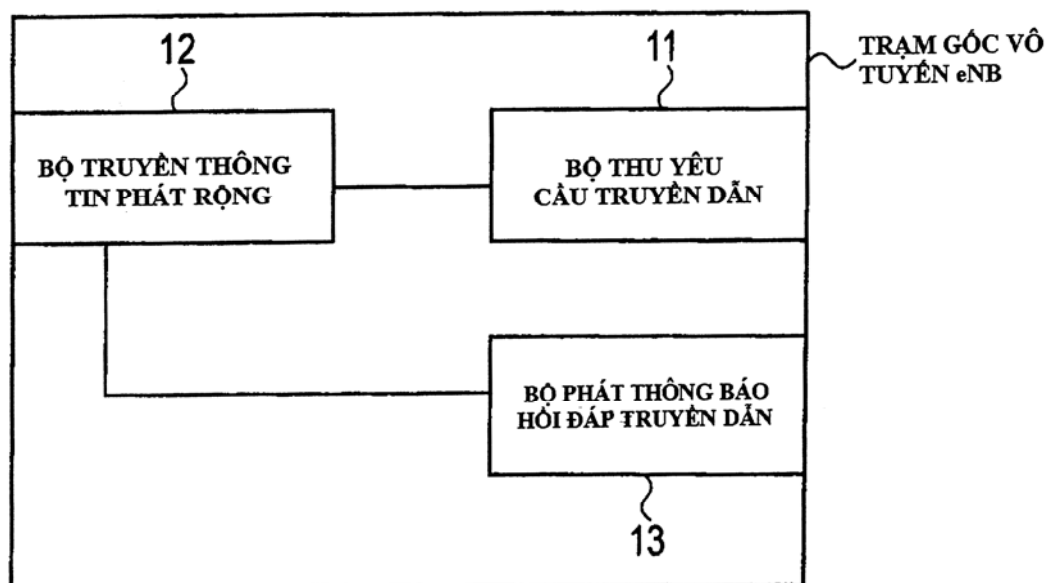 12
11
TRẠM GỐC VÔ
TUYẾN eNB
BỘ TRUYỀN THÔNG
TIN PHÁT RỘNG
BỘ THU YÊU
CẦU TRUYỀN DẪN
BỘ PHÁT THÔNG BÁO
HỒI ĐÁP TRUYỀN DẪN
13